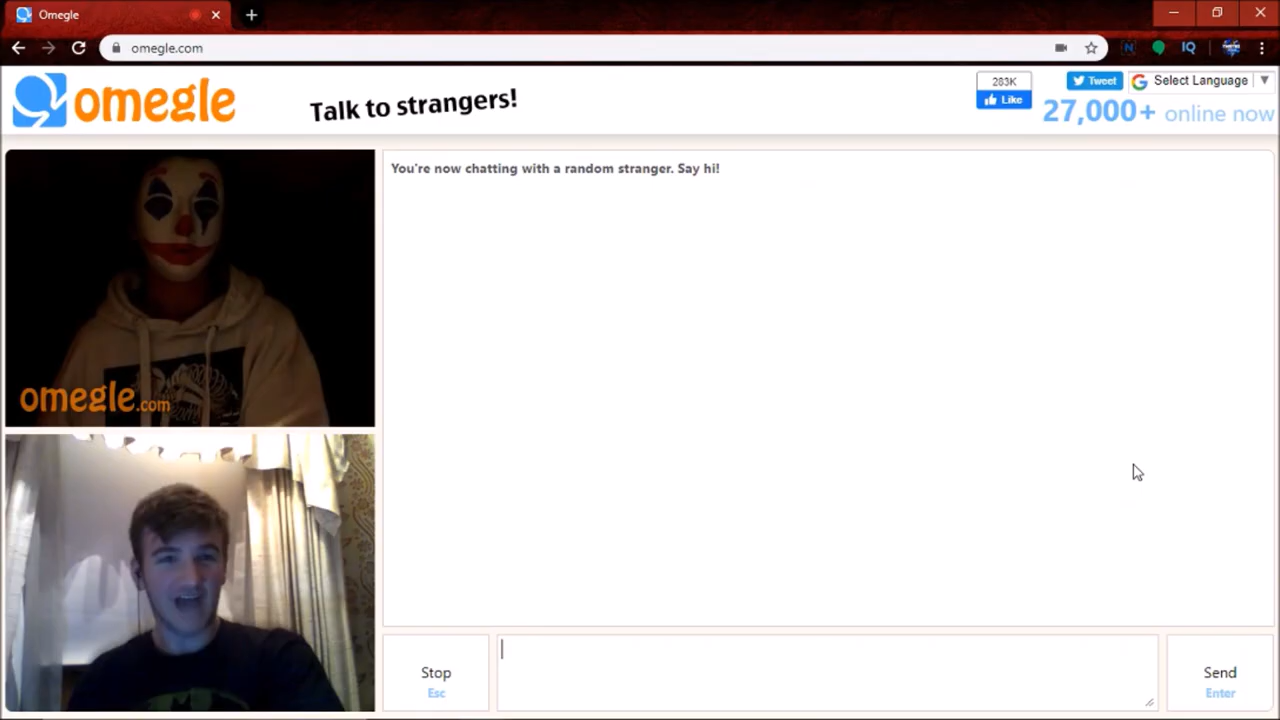 Omegle
omegle.com
omegle
Talk to strangers!
283K
Like
Tweet
Select Language
27,000+ online now
You're now chatting with a random stranger. Say hi!
omegle.com
Stop
Esc
Send
Enter